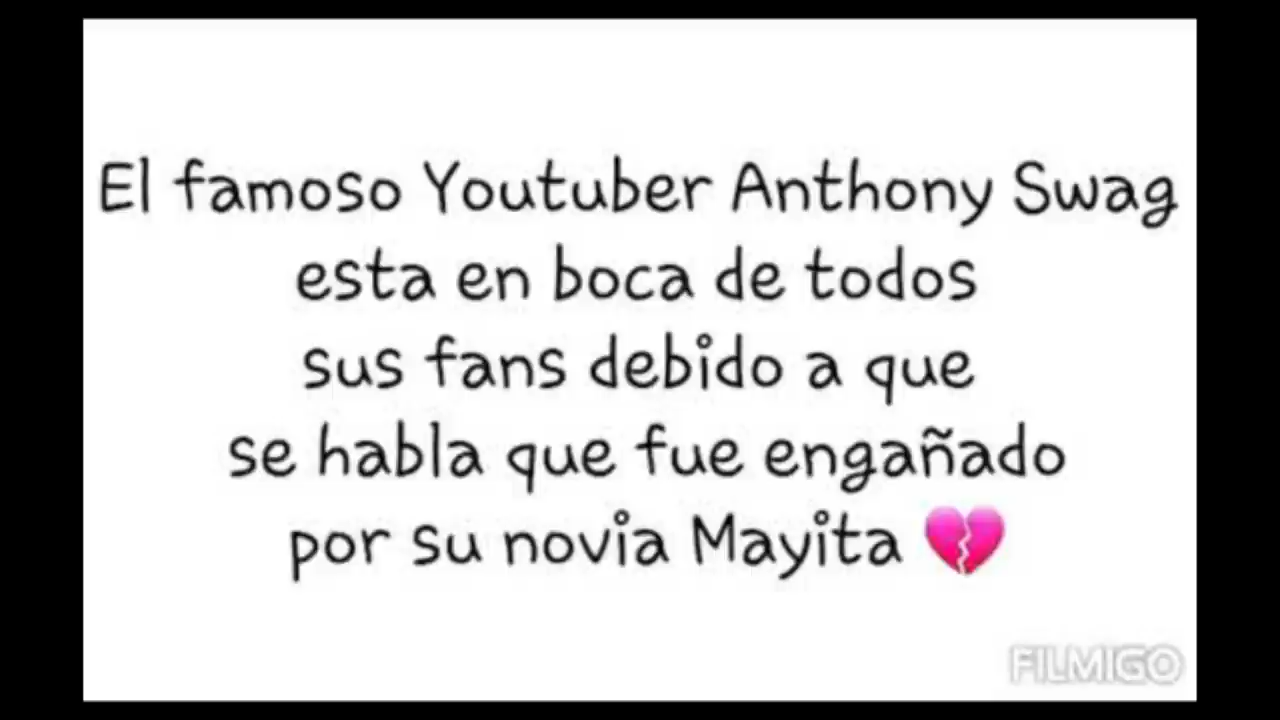 El famoso Youtuber Anthony Swag
esta en boca de todos
sus fans debido a que
se habla que fue engañado
por su novia Mayita 💔
FILMIGO